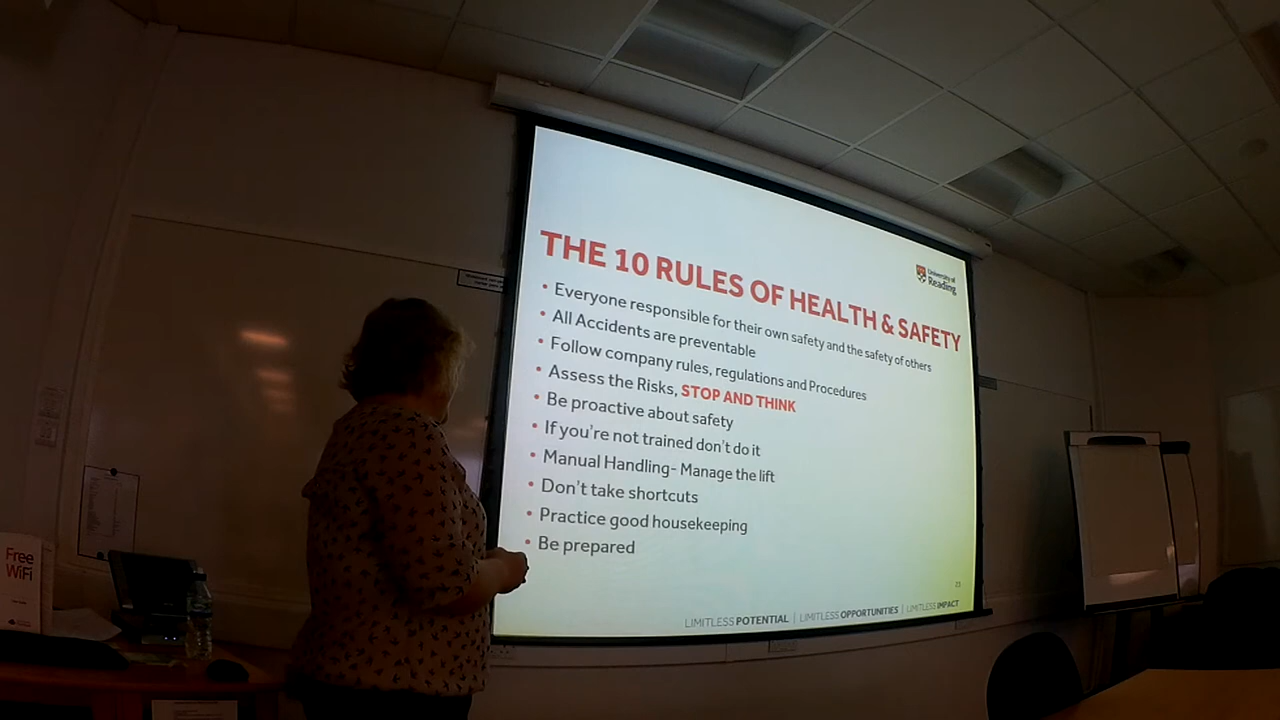 THE 10 RULES OF HEALTH & SAFETY
University of
Reading
• Everyone responsible for their own safety and the safety of others
• All Accidents are preventable
• Follow company rules, regulations and Procedures
• Assess the Risks, STOP AND THINK
• Be proactive about safety
• If you're not trained don't do it
• Manual Handling- Manage the lift
• Don't take shortcuts
• Practice good housekeeping
• Be prepared
LIMITLESS POTENTIAL | LIMITLESS OPPORTUNITIES | LIMITLESS IMPACT
Free
WiFi